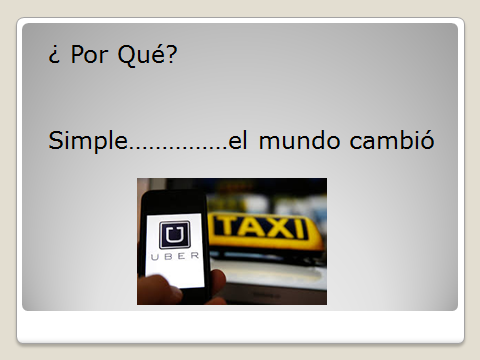 ¿ Por Qué?
Simple……………el mundo cambió
TAXI
U
UBER